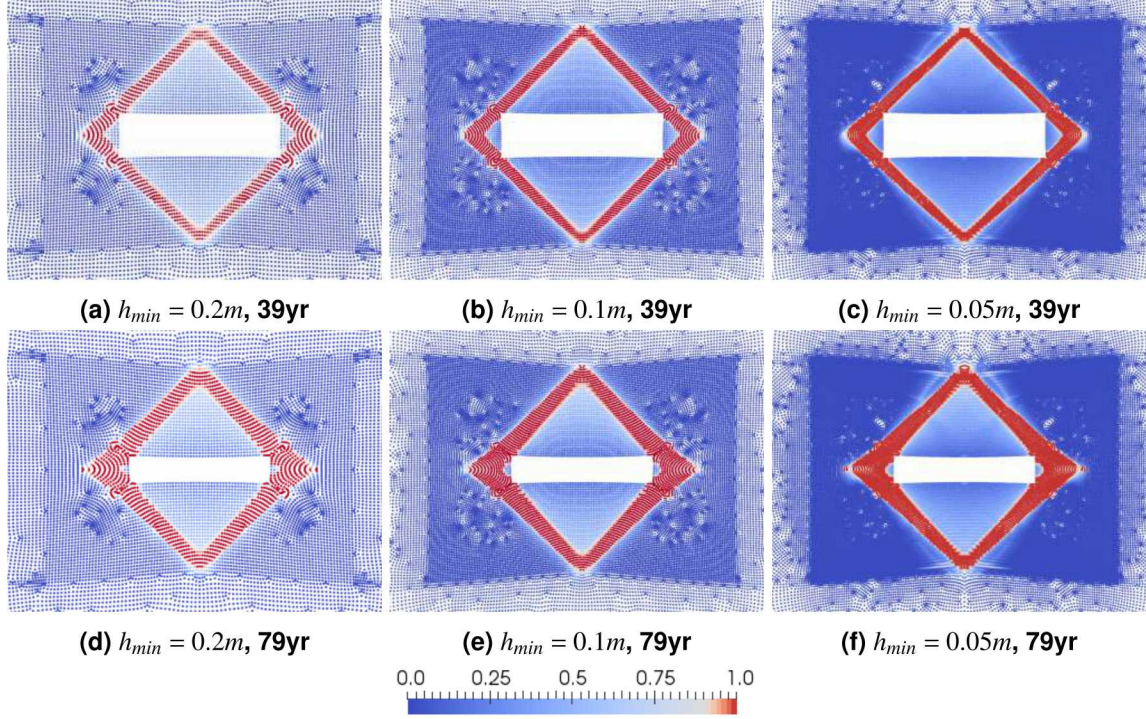 (a) h_min = 0.2m, 39yr (b) h_min = 0.1m, 39yr (c) h_min = 0.05m, 39yr
(d) h_min = 0.2m, 79yr (e) h_min = 0.1m, 79yr (f) h_min = 0.05m, 79yr
0.0 0.25 0.5 0.75 1.0